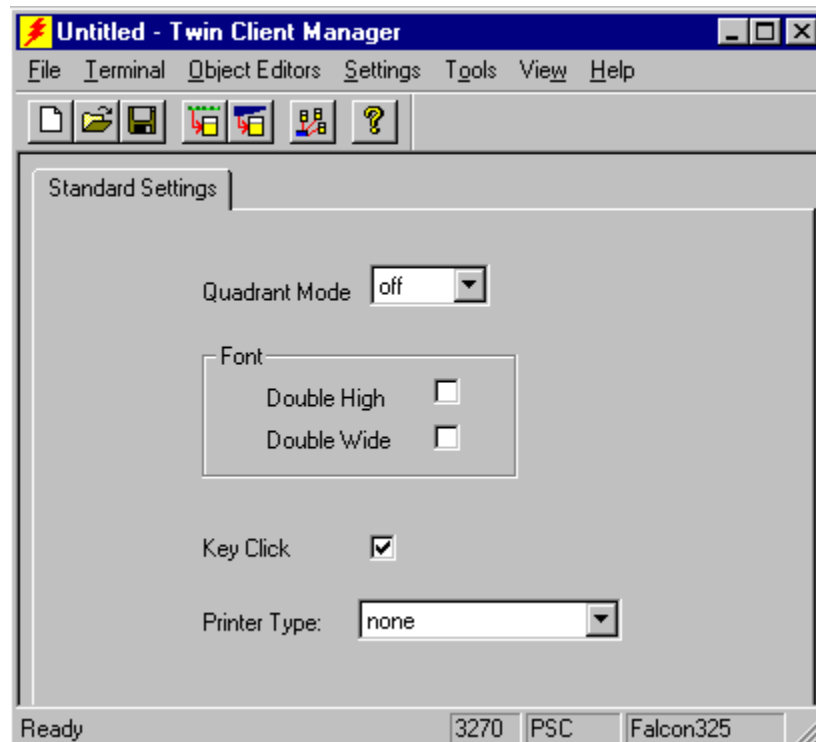 Untitled - Twin Client Manager
File Terminal Object Editors Settings Tools View Help
Standard Settings
Quadrant Mode off
Font
Double High
Double Wide
Key Click
Printer Type: none
Ready 3270 PSC Falcon325